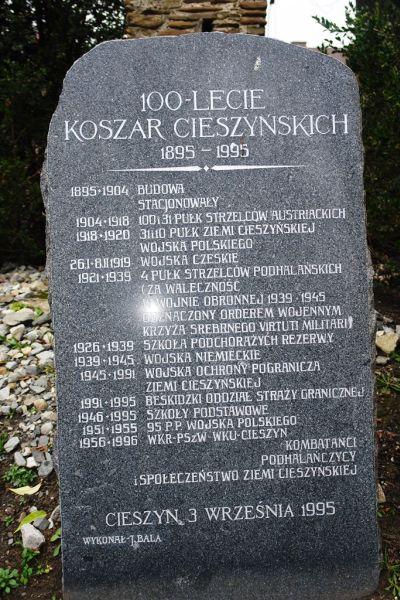 100-LECIE
KOSZAR CIESZYŃSKICH
1895 - 1995
1895-1904 BUDOWA
STACJONOWAŁY
1904-1918 100 i 31 PUŁK STRZELCÓW AUSTRIACKICH
1918-1920 31 i 10 PUŁK ZIEMI CIESZYŃSKIEJ
WOJSKA POLSKIEGO
26.I-8.II 1919 WOJSKA CZESKIE
1921-1939 4 PUŁK STRZELCÓW PODHALAŃSKICH
(ZA WALECZNOŚĆ
W WOJNIE OBRONNEJ 1939-1945
ODZNACZONY ORDEREM WOJENNYM
KRZYŻA SREBRNEGO VIRTUTI MILITARI)
1926-1939 SZKOŁA PODCHORĄŻYCH REZERWY
1939-1945 WOJSKA NIEMIECKIE
1945-1991 WOJSKA OCHRONY POGRANICZA
ZIEMI CIESZYŃSKIEJ
1991-1995 BESKIDZKI ODDZIAŁ STRAŻY GRANICZNEJ
1946-1995 SZKOŁY PODSTAWOWE
1951-1955 95 P.P. WOJSKA POLSKIEGO
1956-1996 WKR-PSzW-WKU-CIESZYN
KOMBATANCI
PODHALAŃCZYCY
i SPOŁECZEŃSTWO ZIEMI CIESZYŃSKIEJ
CIESZYN, 3 WRZEŚNIA 1995
WYKONAŁ-J. BALA